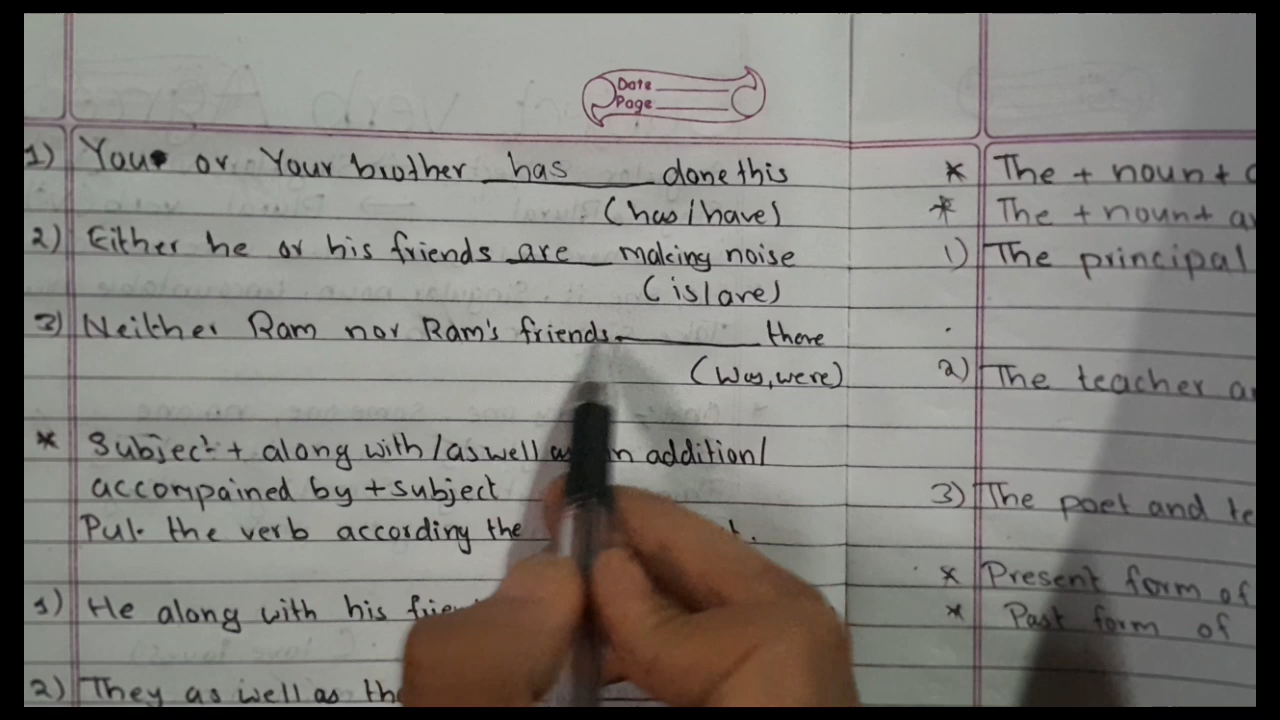 Date
Page
1) You or Your brother has done this
(has/have)
2) Either he or his friends are making noise
(is/are)
3) Neither Ram nor Ram's friends there
(Was, were)
* Subject + along with/as well as in addition/
accompained by + subject
Put the verb according the
1) He along with his
2) They as well as
* The + noun +
* The + noun +
1) The principal
2) The teacher
3) The poet and
* Present form of
* Past form of